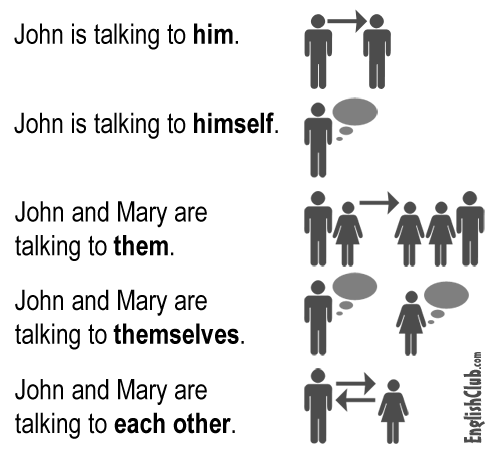 John is talking to him.
John is talking to himself.
John and Mary are
talking to them.
John and Mary are
talking to themselves.
John and Mary are
talking to each other.
EnglishClub.com